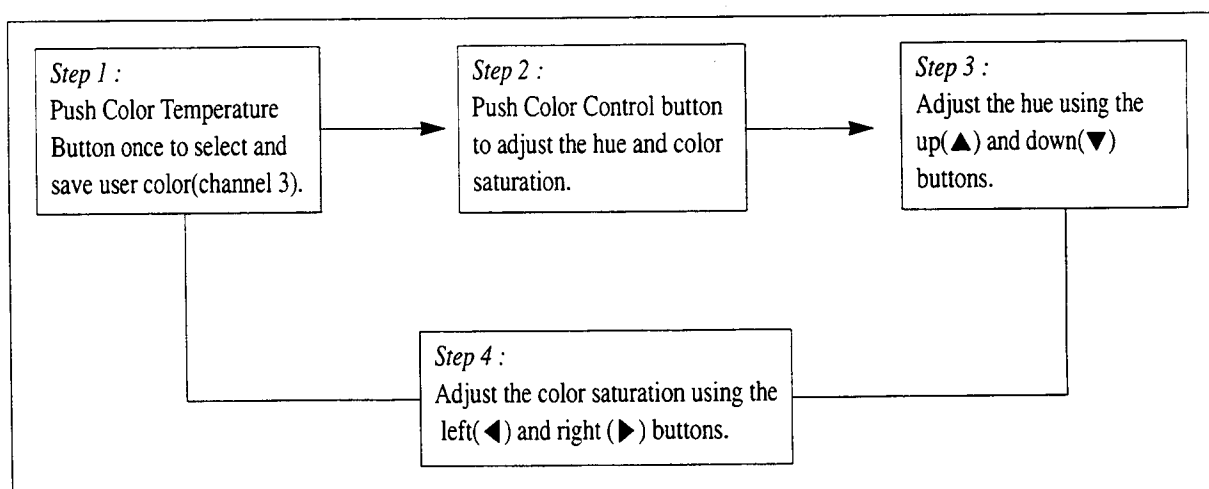 Step 1 :
Push Color Temperature
Button once to select and
save user color(channel 3).
Step 2 :
Push Color Control button
to adjust the hue and color
saturation.
Step 3 :
Adjust the hue using the
up(▲) and down(▼)
buttons.
Step 4 :
Adjust the color saturation using the
left(◀) and right (▶) buttons.